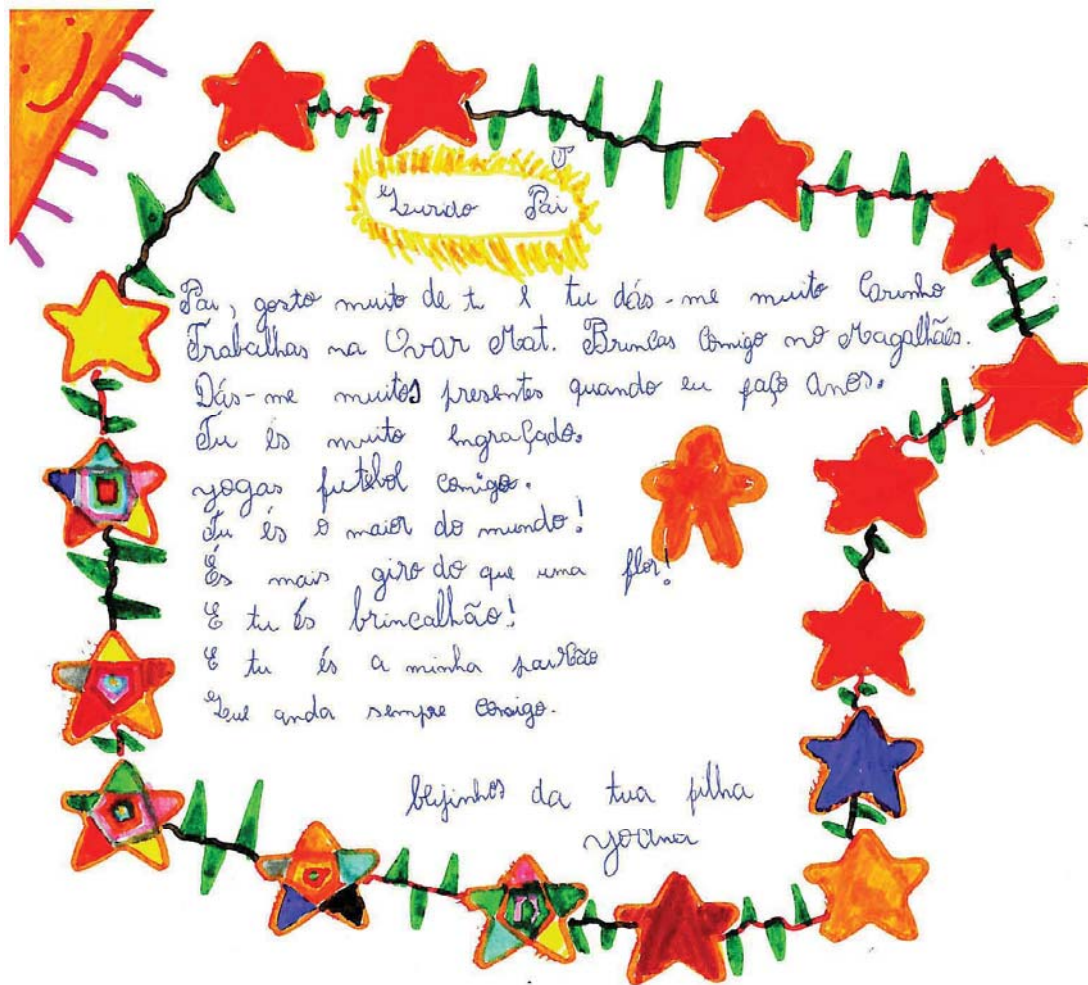 Querido Pai
Pai, gosto muito de ti e tu dás-me muito Carinho
Trabalhas na Ovar Mat. Brincas Comigo no Magalhães.
Dás-me muitos presentes quando eu faço anos.
Tu és muito engraçado.
Jogas futebol comigo.
Tu és o maior do mundo!
És mais giro do que uma flor!
E tu és brincalhão!
E tu és a minha paixão
Que anda sempre comigo.
beijinhos da tua filha
Joana